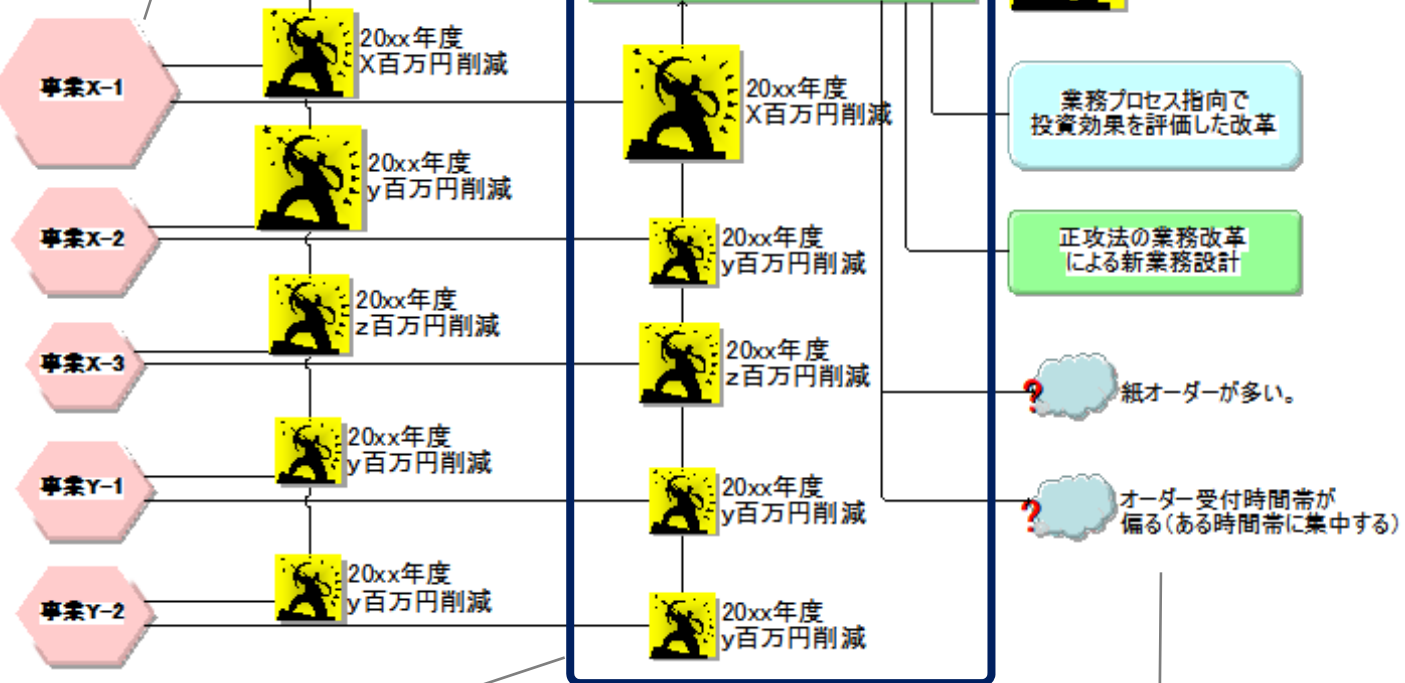 事業X-1
20xx年度
X百万円削減
20xx年度
X百万円削減
業務プロセス指向で
投資効果を評価した改革
20xx年度
y百万円削減
事業X-2
20xx年度
y百万円削減
正攻法の業務改革
による新業務設計
20xx年度
z百万円削減
事業X-3
20xx年度
z百万円削減
紙オーダーが多い。
20xx年度
y百万円削減
事業Y-1
20xx年度
y百万円削減
オーダー受付時間帯が
偏る(ある時間帯に集中する)
20xx年度
y百万円削減
事業Y-2
20xx年度
y百万円削減
?
?